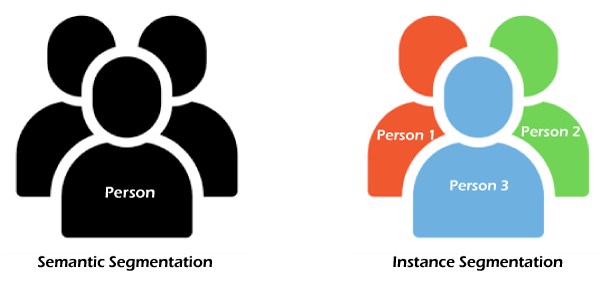 Person
Semantic Segmentation
Person 1
Person 2
Person 3
Instance Segmentation